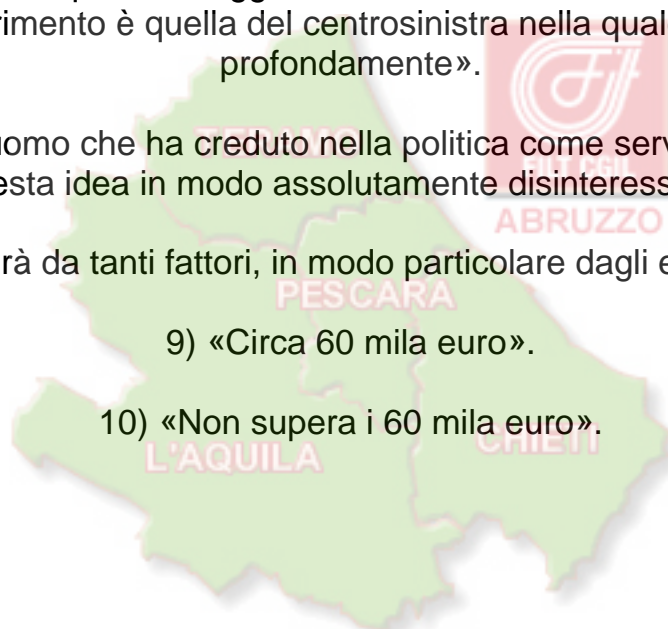 rimento è quella del centrosinistra nella qual
profondamente».
uomo che ha creduto nella politica come serv
esta idea in modo assolutamente disinteress
rà da tanti fattori, in modo particolare dagli e
9) «Circa 60 mila euro».
10) «Non supera i 60 mila euro».
TERAMO
FILT CGIL
ABRUZZO
PESCARA
CHIETI
L'AQUILA